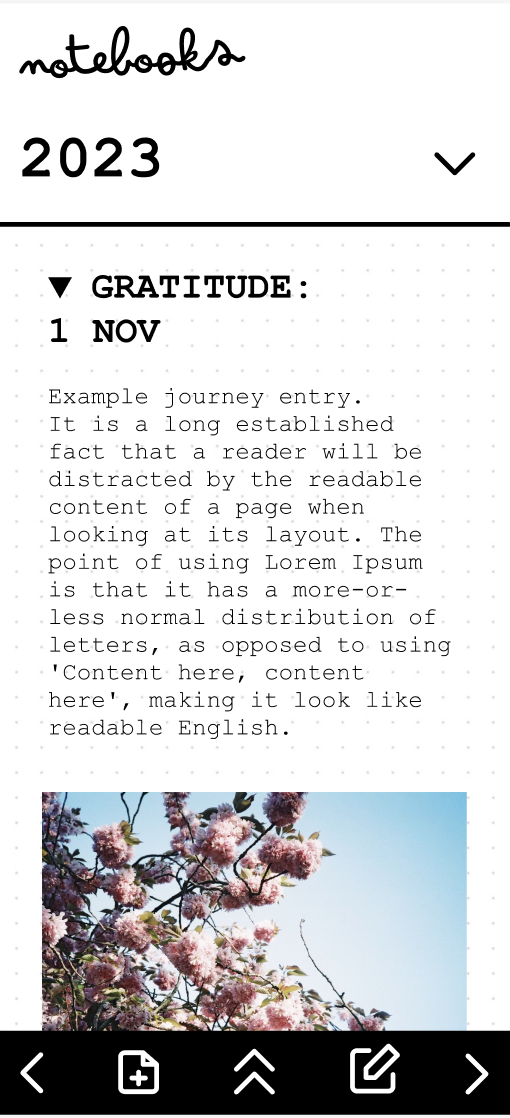 notebooks
2023
▼ GRATITUDE:
1 NOV
Example journey entry.
It is a long established
fact that a reader will be
distracted by the readable
content of a page when
looking at its layout. The
point of using Lorem Ipsum
is that it has a more-or-
less normal distribution of
letters, as opposed to using
'Content here, content
here', making it look like
readable English.